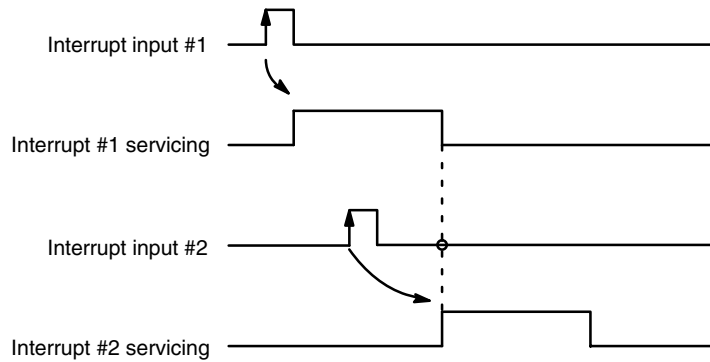 Interrupt input #1
Interrupt #1 servicing
Interrupt input #2
Interrupt #2 servicing